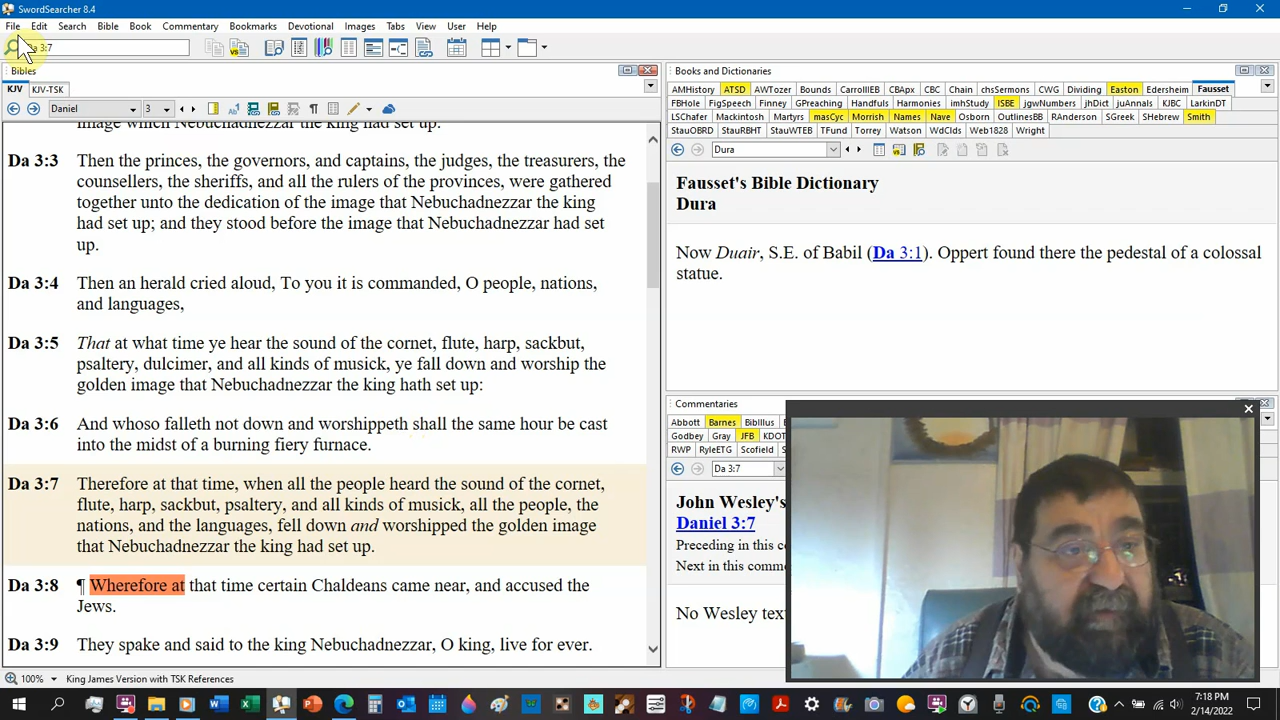 SwordSearcher 8.4
File Edit Search Bible Book Commentary Bookmarks Devotional Images Tabs View User Help
Da 3:7
Bibles
KJV KJV-TSK
Daniel 3
image which Nebuchadnezzar the king had set up.
Da 3:3 Then the princes, the governors, and captains, the judges, the treasurers, the
counsellers, the sheriffs, and all the rulers of the provinces, were gathered
together unto the dedication of the image that Nebuchadnezzar the king
had set up; and they stood before the image that Nebuchadnezzar had set
up.
Da 3:4 Then an herald cried aloud, To you it is commanded, O people, nations,
and languages,
Da 3:5 That at what time ye hear the sound of the cornet, flute, harp, sackbut,
psaltery, dulcimer, and all kinds of musick, ye fall down and worship the
golden image that Nebuchadnezzar the king hath set up:
Da 3:6 And whoso falleth not down and worshippeth shall the same hour be cast
into the midst of a burning fiery furnace.
Da 3:7 Therefore at that time, when all the people heard the sound of the cornet,
flute, harp, sackbut, psaltery, and all kinds of musick, all the people, the
nations, and the languages, fell down and worshipped the golden image
that Nebuchadnezzar the king had set up.
Da 3:8 ¶ Wherefore at that time certain Chaldeans came near, and accused the
Jews.
Da 3:9 They spake and said to the king Nebuchadnezzar, O king, live for ever.
100% King James Version with TSK References
Books and Dictionaries
AMHistory ATSD AWTozer Bounds CarrollIEB CBApx CBC Chain chsSermons CWG Dividing Easton Edersheim Fausset
FBHole FigSpeech Finney GPreaching Handfuls Harmonies imhStudy ISBE jgwNumbers jhDict juAnnals KJBC LarkinDT
LSChafer Mackintosh Martyrs masCyc Morrish Names Nave Osborn OutlinesBB RAnderson SGreek SHebrew Smith
StauOBRD StauRBHT StauWTEB TFund Torrey Watson WdClds Web1828 Wright
Dura
Fausset's Bible Dictionary
Dura
Now Duair, S.E. of Babil (Da 3:1). Oppert found there the pedestal of a colossal
statue.
Commentaries
Abbott Barnes BibIllus
Godbey Gray JFB KDOT
RWP RyleETG Scofield
Da 3:7
John Wesley's
Daniel 3:7
Preceding in this
Next in this
No Wesley
7:18 PM
2/14/2022